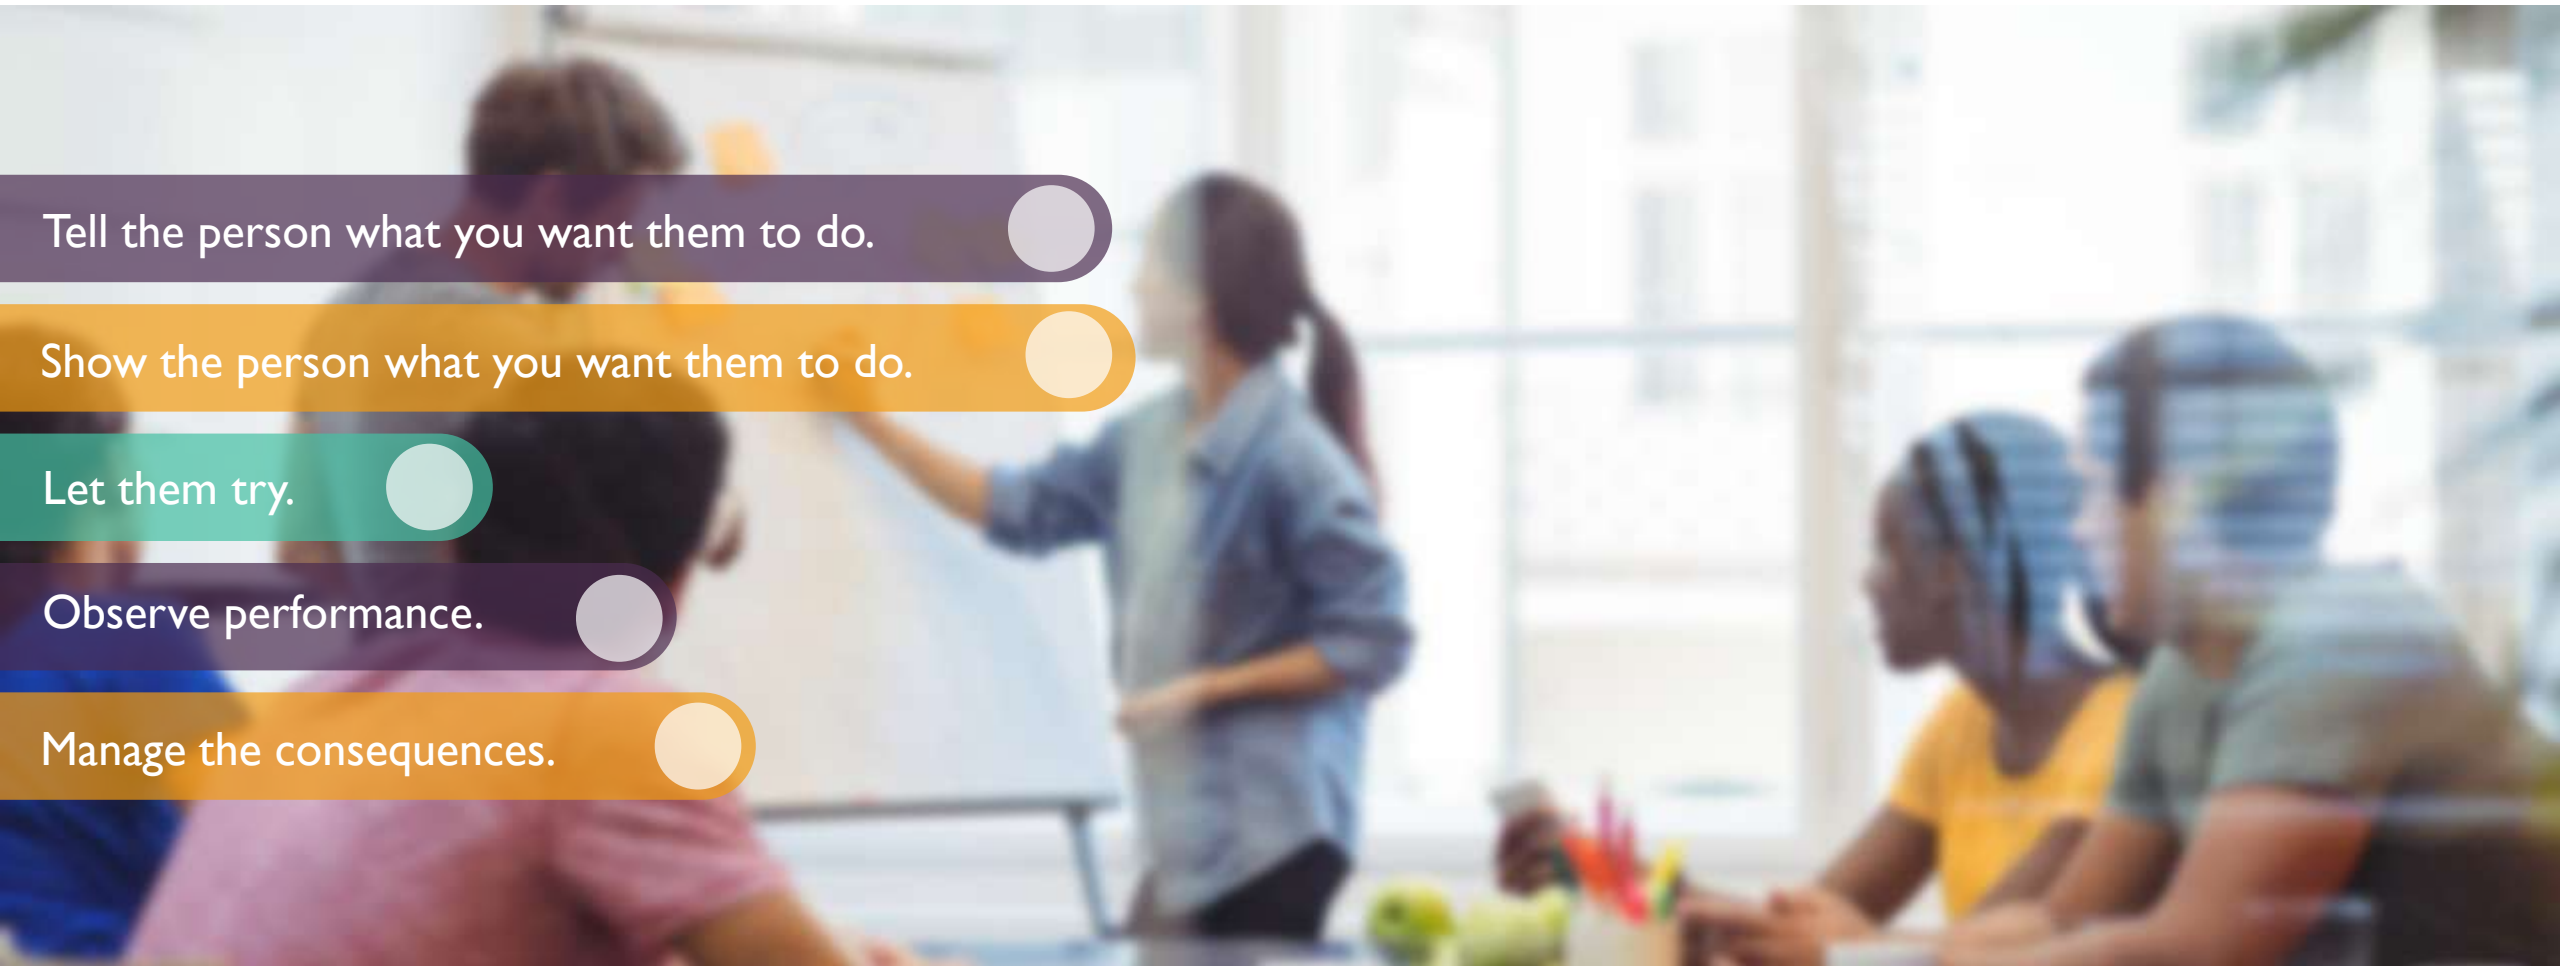 Tell the person what you want them to do.
Show the person what you want them to do.
Let them try.
Observe performance.
Manage the consequences.